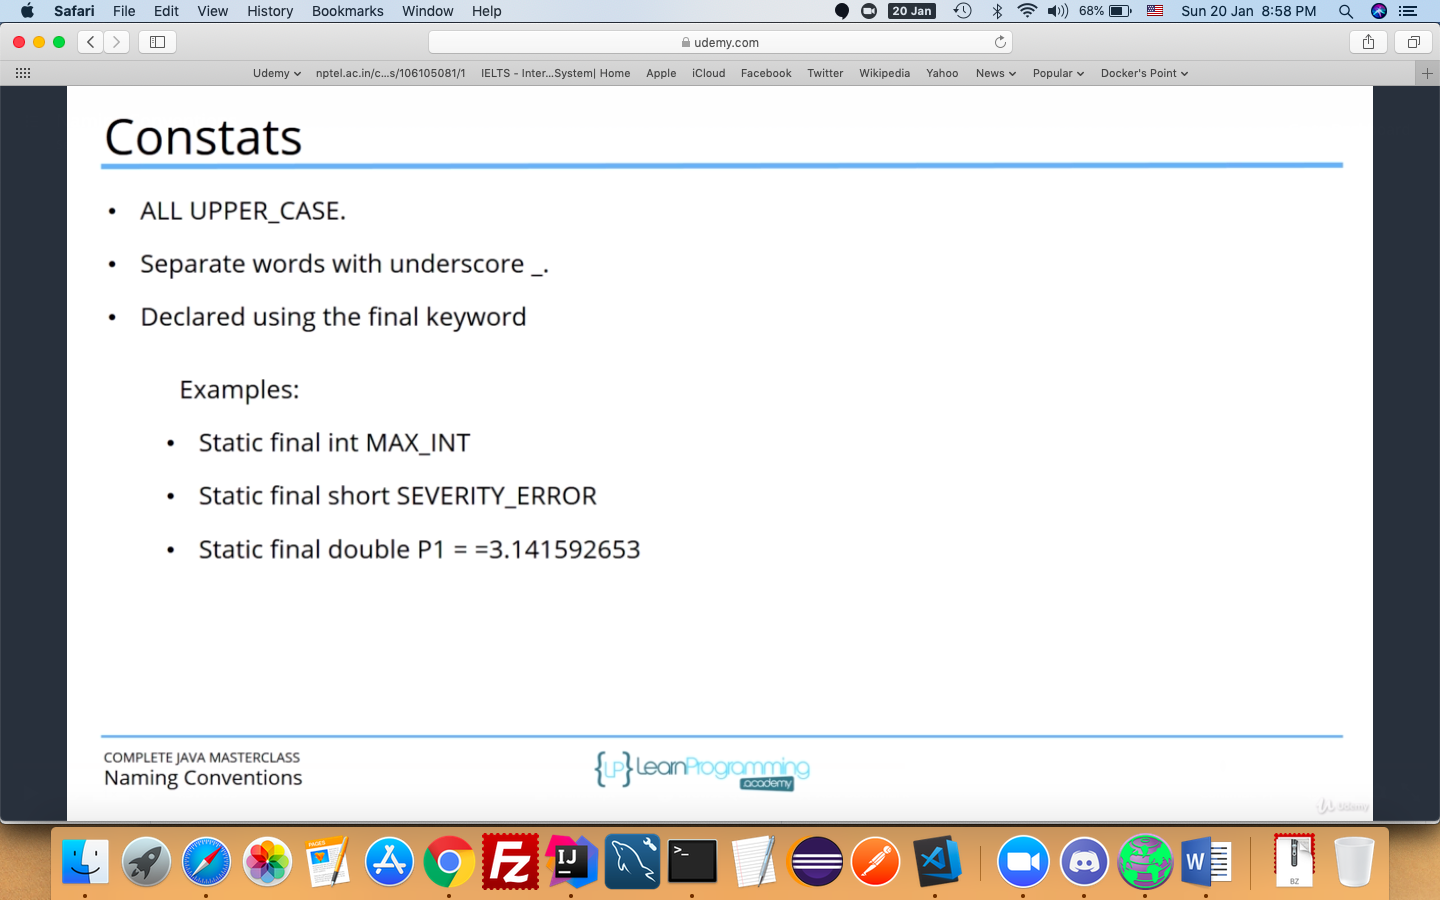 Safari File Edit View History Bookmarks Window Help 20 Jan 68% Sun 20 Jan 8:58 PM
udemy.com
Udemy nptel.ac.in/c...s/106105081/1 IELTS - Inter...System| Home Apple iCloud Facebook Twitter Wikipedia Yahoo News Popular Docker's Point
Constats
• ALL UPPER_CASE.
• Separate words with underscore _.
• Declared using the final keyword
Examples:
• Static final int MAX_INT
• Static final short SEVERITY_ERROR
• Static final double P1 = =3.141592653
COMPLETE JAVA MASTERCLASS
Naming Conventions
{LP} LearnProgramming
academy
Udemy
PAGES
FZ
IJ
>_
W
BZ